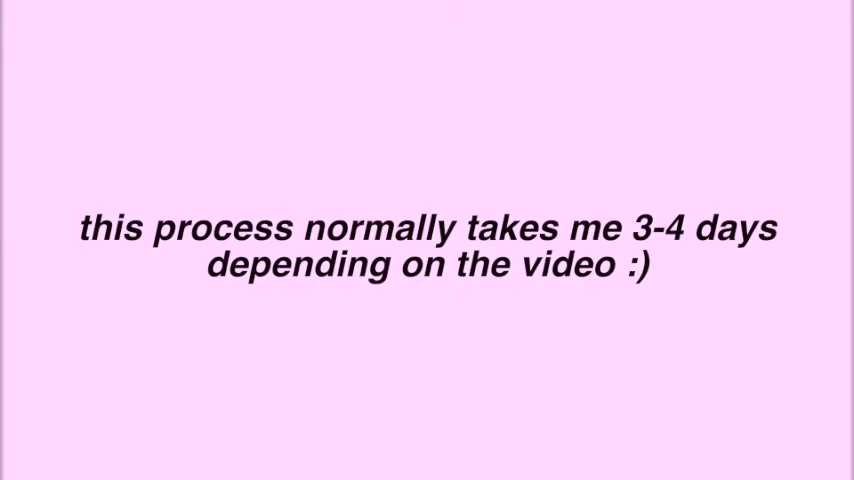 this process normally takes me 3-4 days
depending on the video :)